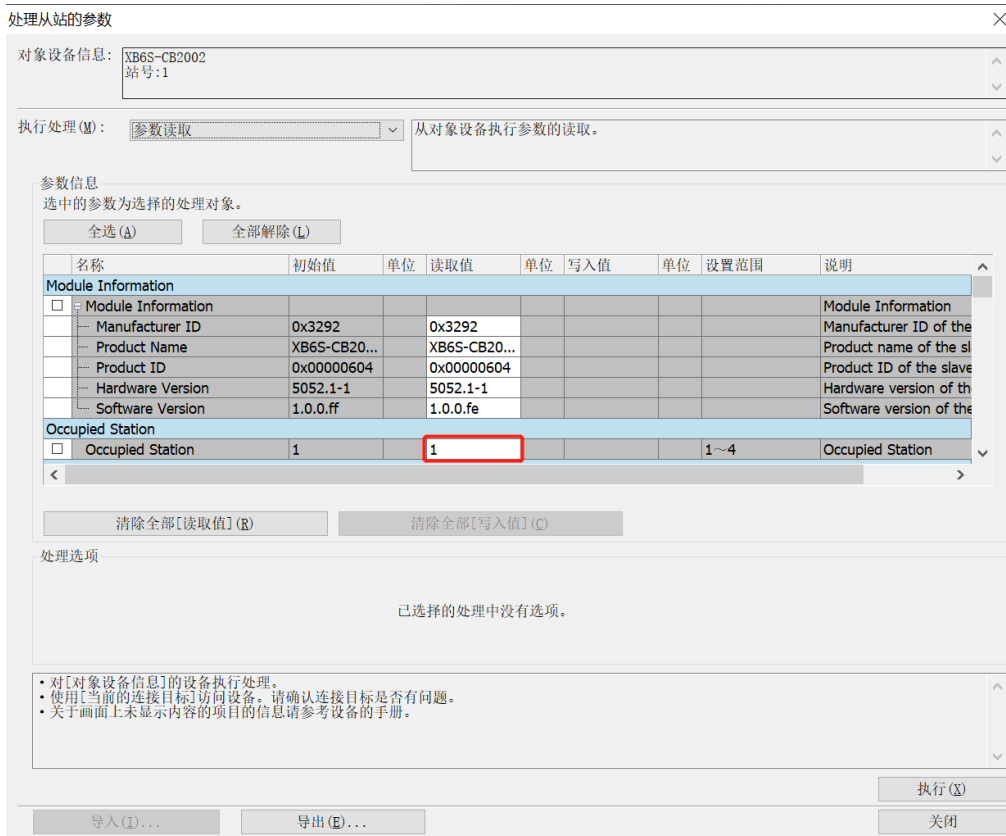 处理从站的参数
对象设备信息: XB6S-CB2002
站号:1
执行处理(M): 参数读取 从对象设备执行参数的读取。
参数信息
选中的参数为选择的处理对象。
全选(A) 全部解除(L)
名称 初始值 单位 读取值 单位 写入值 单位 设置范围 说明
Module Information
Module Information Module Information
Manufacturer ID 0x3292 0x3292 Manufacturer ID of the
Product Name XB6S-CB20... XB6S-CB20... Product name of the sl
Product ID 0x00000604 0x00000604 Product ID of the slave
Hardware Version 5052.1-1 5052.1-1 Hardware version of th
Software Version 1.0.0.ff 1.0.0.fe Software version of the
Occupied Station
Occupied Station 1 1 1~4 Occupied Station
清除全部[读取值](R) 清除全部[写入值](C)
处理选项
已选择的处理中没有选项。
・对[对象设备信息]的设备执行处理。
・使用[当前的连接目标]访问设备。请确认连接目标是否有问题。
・关于画面上未显示内容的项目的信息请参考设备的手册。
执行(X)
导入(I)... 导出(E)... 关闭